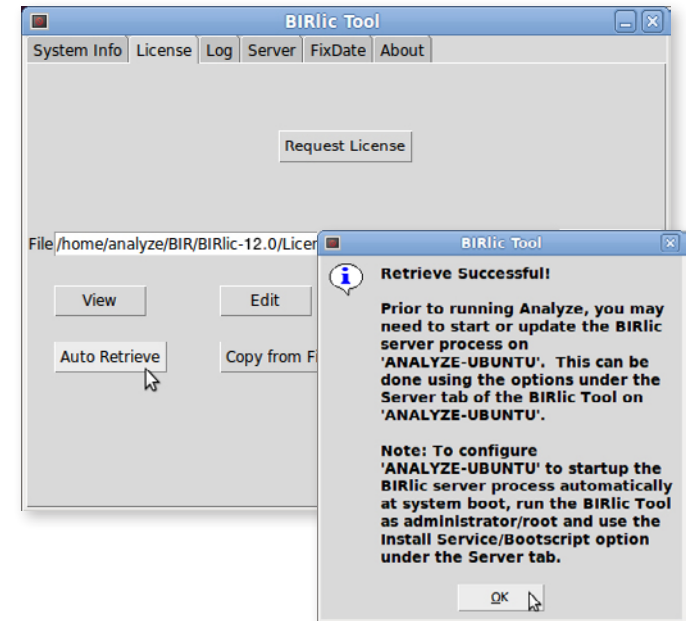 BIRlic Tool
System Info License Log Server FixDate About
Request License
File /home/analyze/BIR/BIRlic-12.0/Licen
View
Edit
Auto Retrieve
Copy from Fi
BIRlic Tool
Retrieve Successful!
Prior to running Analyze, you may
need to start or update the BIRlic
server process on
'ANALYZE-UBUNTU'. This can be
done using the options under the
Server tab of the BIRlic Tool on
'ANALYZE-UBUNTU'.
Note: To configure
'ANALYZE-UBUNTU' to startup the
BIRlic server process automatically
at system boot, run the BIRlic Tool
as administrator/root and use the
Install Service/Bootscript option
under the Server tab.
OK